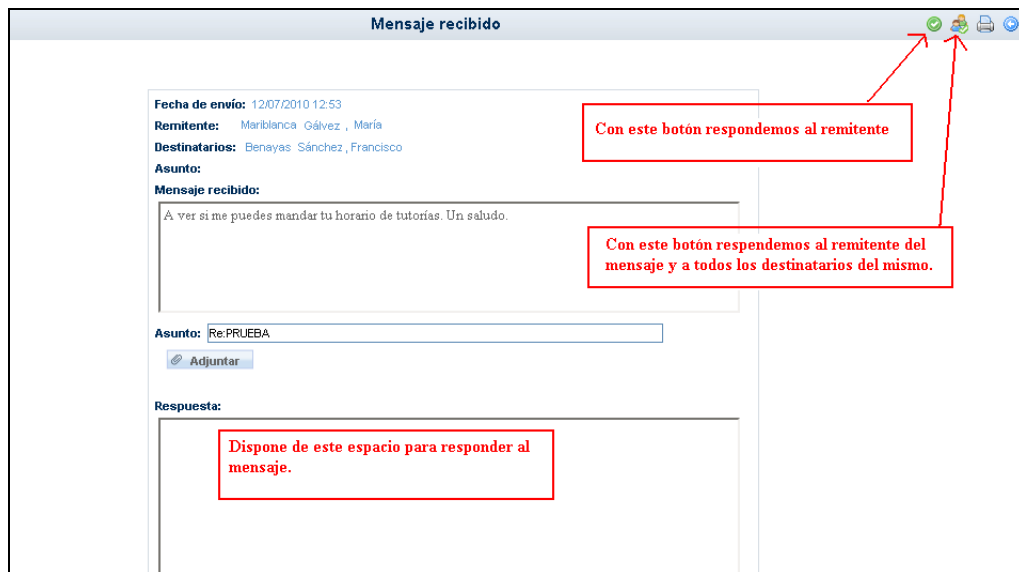 Mensaje recibido
Fecha de envío: 12/07/2010 12:53
Remitente: Mariblanca Gálvez , María
Destinatarios: Benayas Sánchez , Francisco
Asunto:
Mensaje recibido:
A ver si me puedes mandar tu horario de tutorías. Un saludo.
Con este botón respondemos al remitente
Con este botón respendemos al remitente del
mensaje y a todos los destinatarios del mismo.
Asunto: Re:PRUEBA
Adjuntar
Respuesta:
Dispone de este espacio para responder al
mensaje.